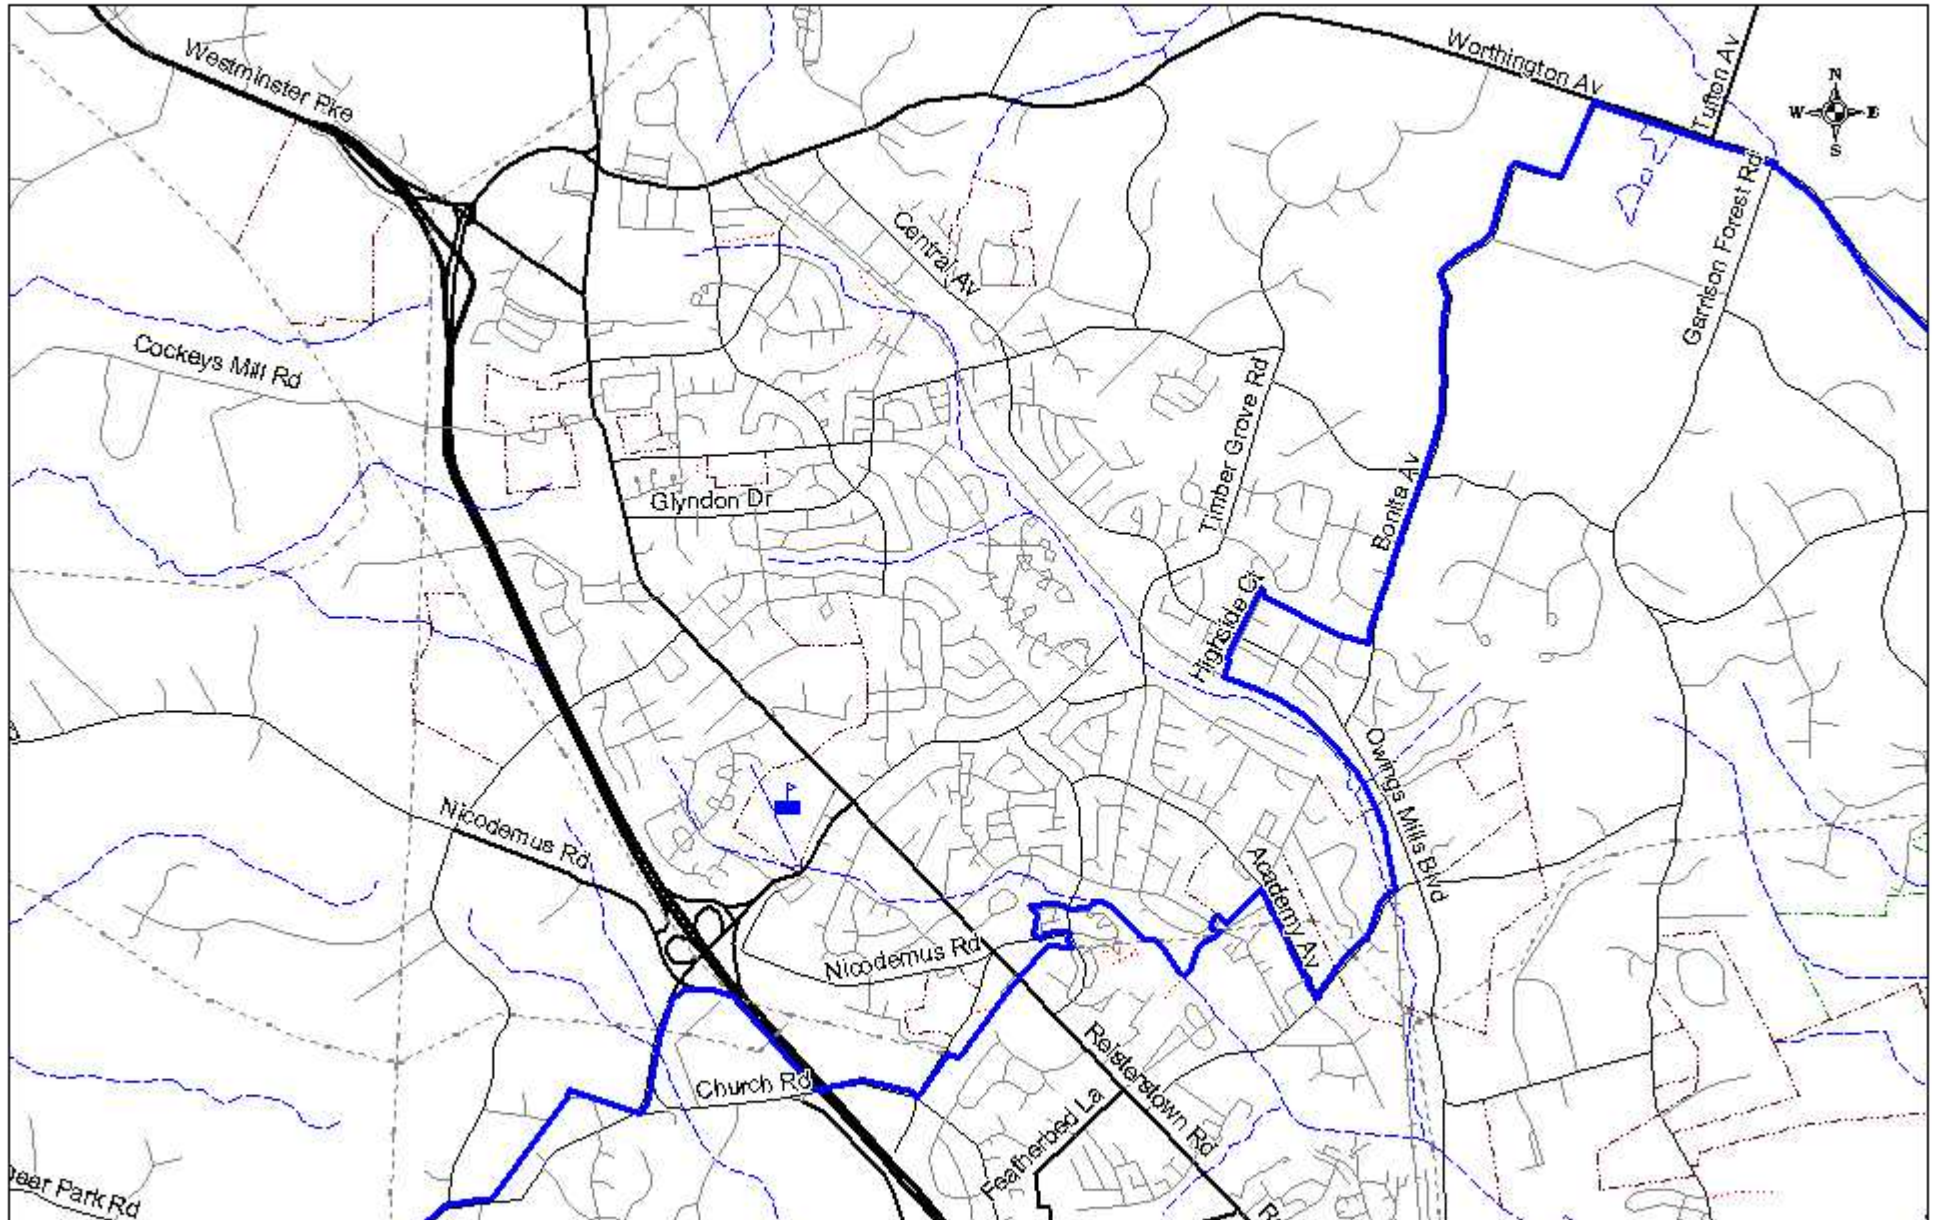 Westminster Pke
Worthington Av
Tufton Av
N
W
E
S
Garrison Forest Rd
Central Av
Cockeys Mill Rd
Timber Grove Rd
Bonita Av
Glyndon Dr
Highside Ct
Owings Mills Blvd
Nicodemus Rd
Academy Av
Nicodemus Rd
Reisterstown Rd
Church Rd
Featherbed La
Park Rd